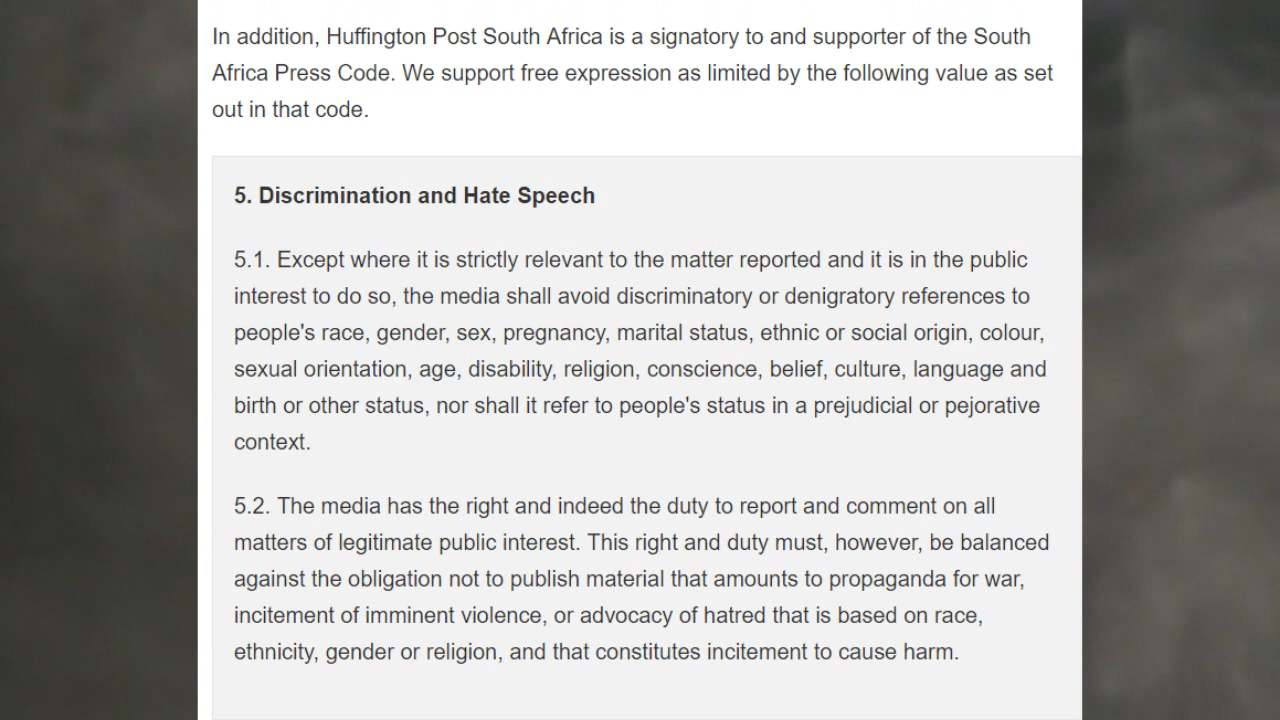 In addition, Huffington Post South Africa is a signatory to and supporter of the South
Africa Press Code. We support free expression as limited by the following value as set
out in that code.
5. Discrimination and Hate Speech
5.1. Except where it is strictly relevant to the matter reported and it is in the public
interest to do so, the media shall avoid discriminatory or denigratory references to
people's race, gender, sex, pregnancy, marital status, ethnic or social origin, colour,
sexual orientation, age, disability, religion, conscience, belief, culture, language and
birth or other status, nor shall it refer to people's status in a prejudicial or pejorative
context.
5.2. The media has the right and indeed the duty to report and comment on all
matters of legitimate public interest. This right and duty must, however, be balanced
against the obligation not to publish material that amounts to propaganda for war,
incitement of imminent violence, or advocacy of hatred that is based on race,
ethnicity, gender or religion, and that constitutes incitement to cause harm.